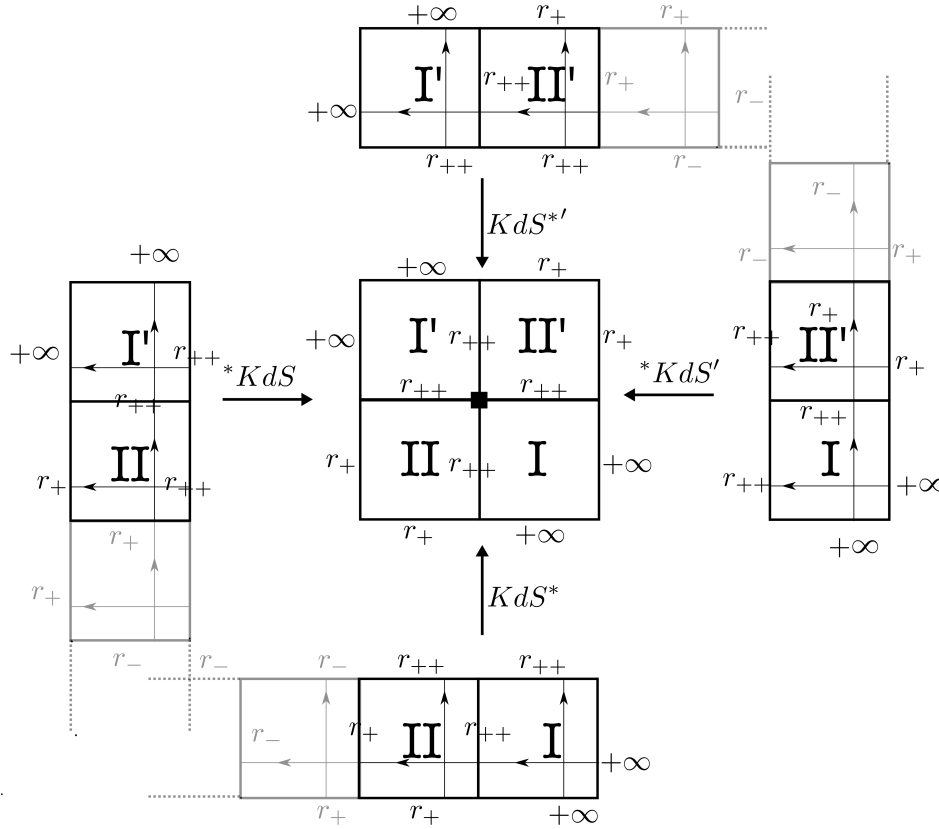 +∞ r₊ r₊
I' r₊₊ II' r₊ r₋
+∞
r₊₊ r₊₊ r₋
KdS*′
r₋
r₋ r₊
+∞ +∞ r₊
I' r₊₊ II' r₊
+∞
r₊₊ r₊₊
I' r₊₊
+∞
r₊₊
*KdS
*KdS′
r₊
r₊₊ II' r₊
r₊₊
II r₊₊ I
r₊ +∞
r₊ +∞
II
r₊ r₊₊
I
r₊₊ +∞
+∞
r₊
r₊
r₋
KdS*
r₋ r₋ r₊₊ r₊₊
r₋ r₊ II r₊₊ I
+∞
r₊ r₊ +∞